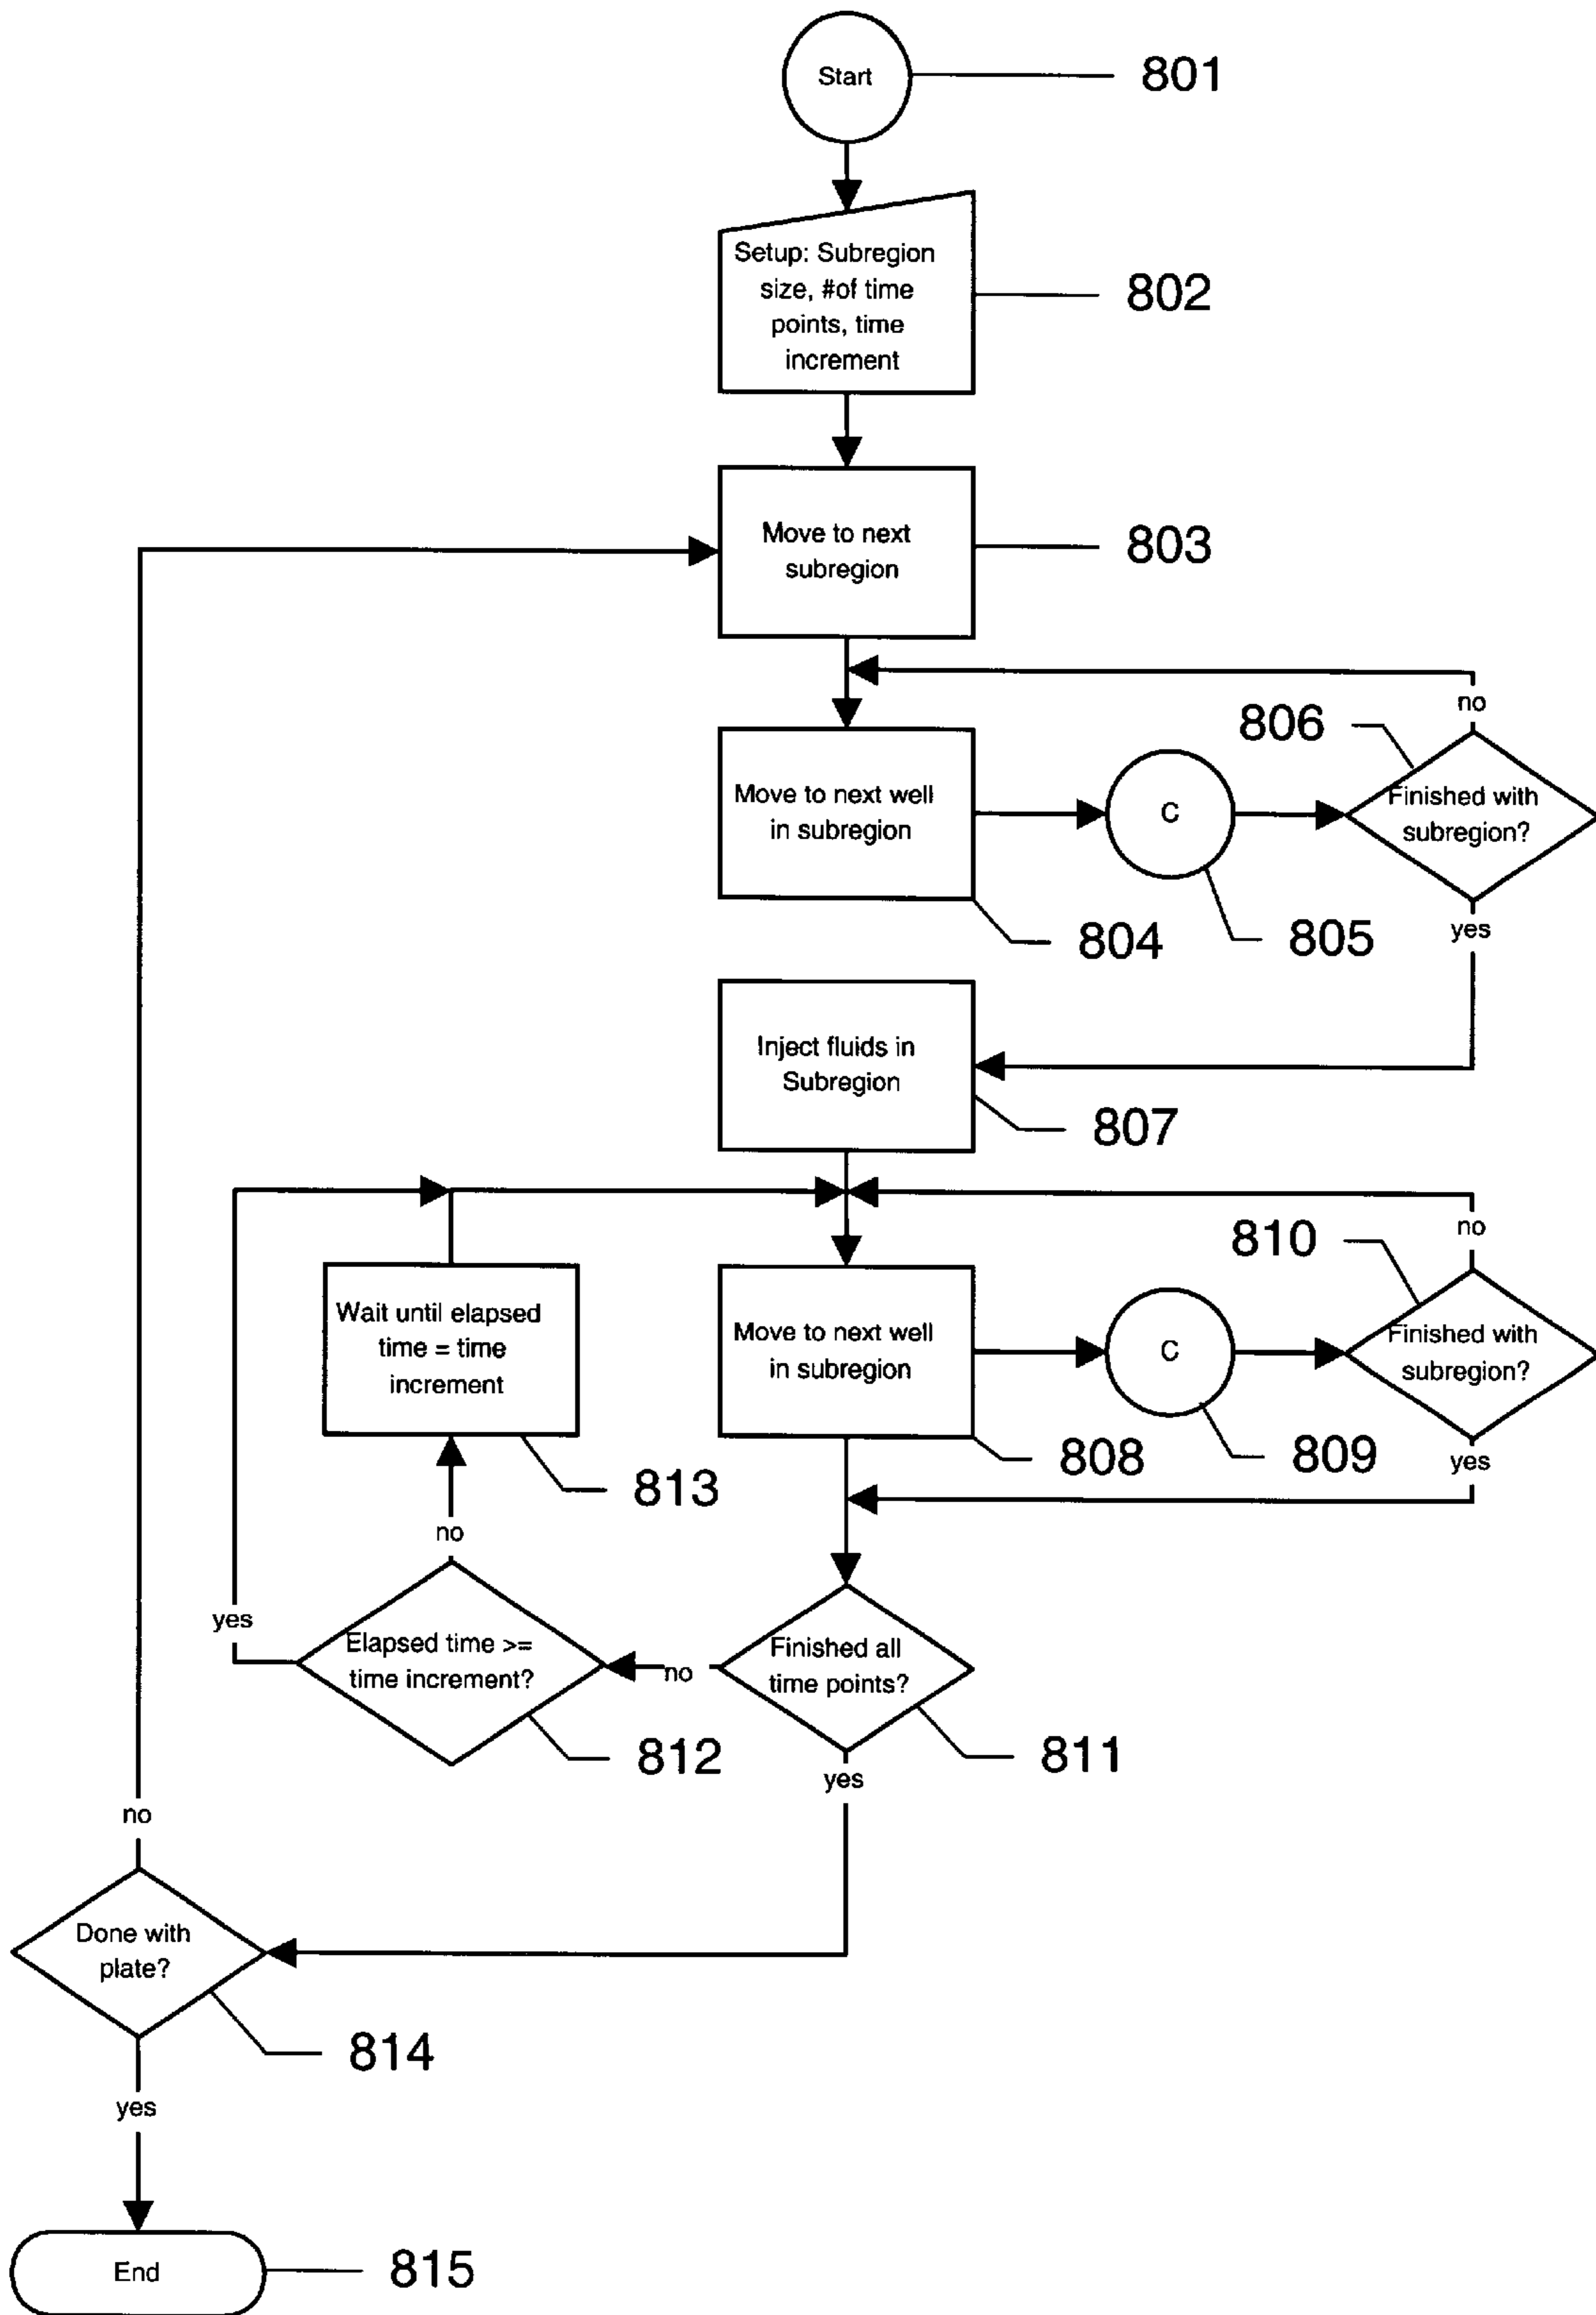 Start
801
Setup: Subregion
size, #of time
points, time
increment
802
Move to next
subregion
803
no
806
Move to next well
in subregion
C
Finished with
subregion?
804
805
yes
Inject fluids in
Subregion
807
no
810
Wait until elapsed
time = time
increment
Move to next well
in subregion
C
Finished with
subregion?
813
808
809
yes
no
yes
Elapsed time >=
time increment?
no
Finished all
time points?
812
811
yes
no
Done with
plate?
814
yes
End
815